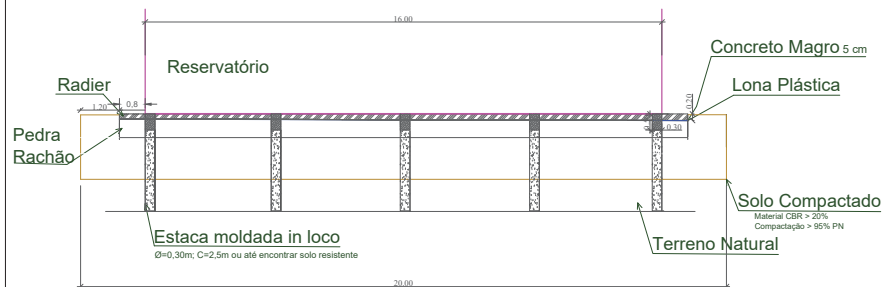 16.00
Concreto Magro 5 cm
Reservatório
Radier
0,8
Lona Plástica
1.20
0,20
Pedra
Rachão
0,30
Solo Compactado
Material CBR > 20%
Compactação > 95% PN
Estaca moldada in loco
Ø=0,30m; C=2,5m ou até encontrar solo resistente
Terreno Natural
20.00